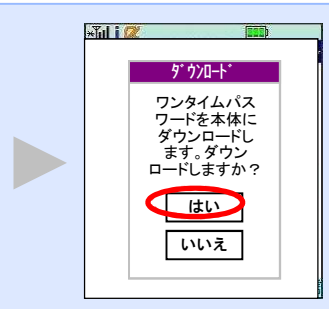 ﾀﾞｳﾝﾛｰﾄﾞ
ワンタイムパス
ワードを本体に
ダウンロードし
ます。ダウン
ロードしますか？
はい
いいえ